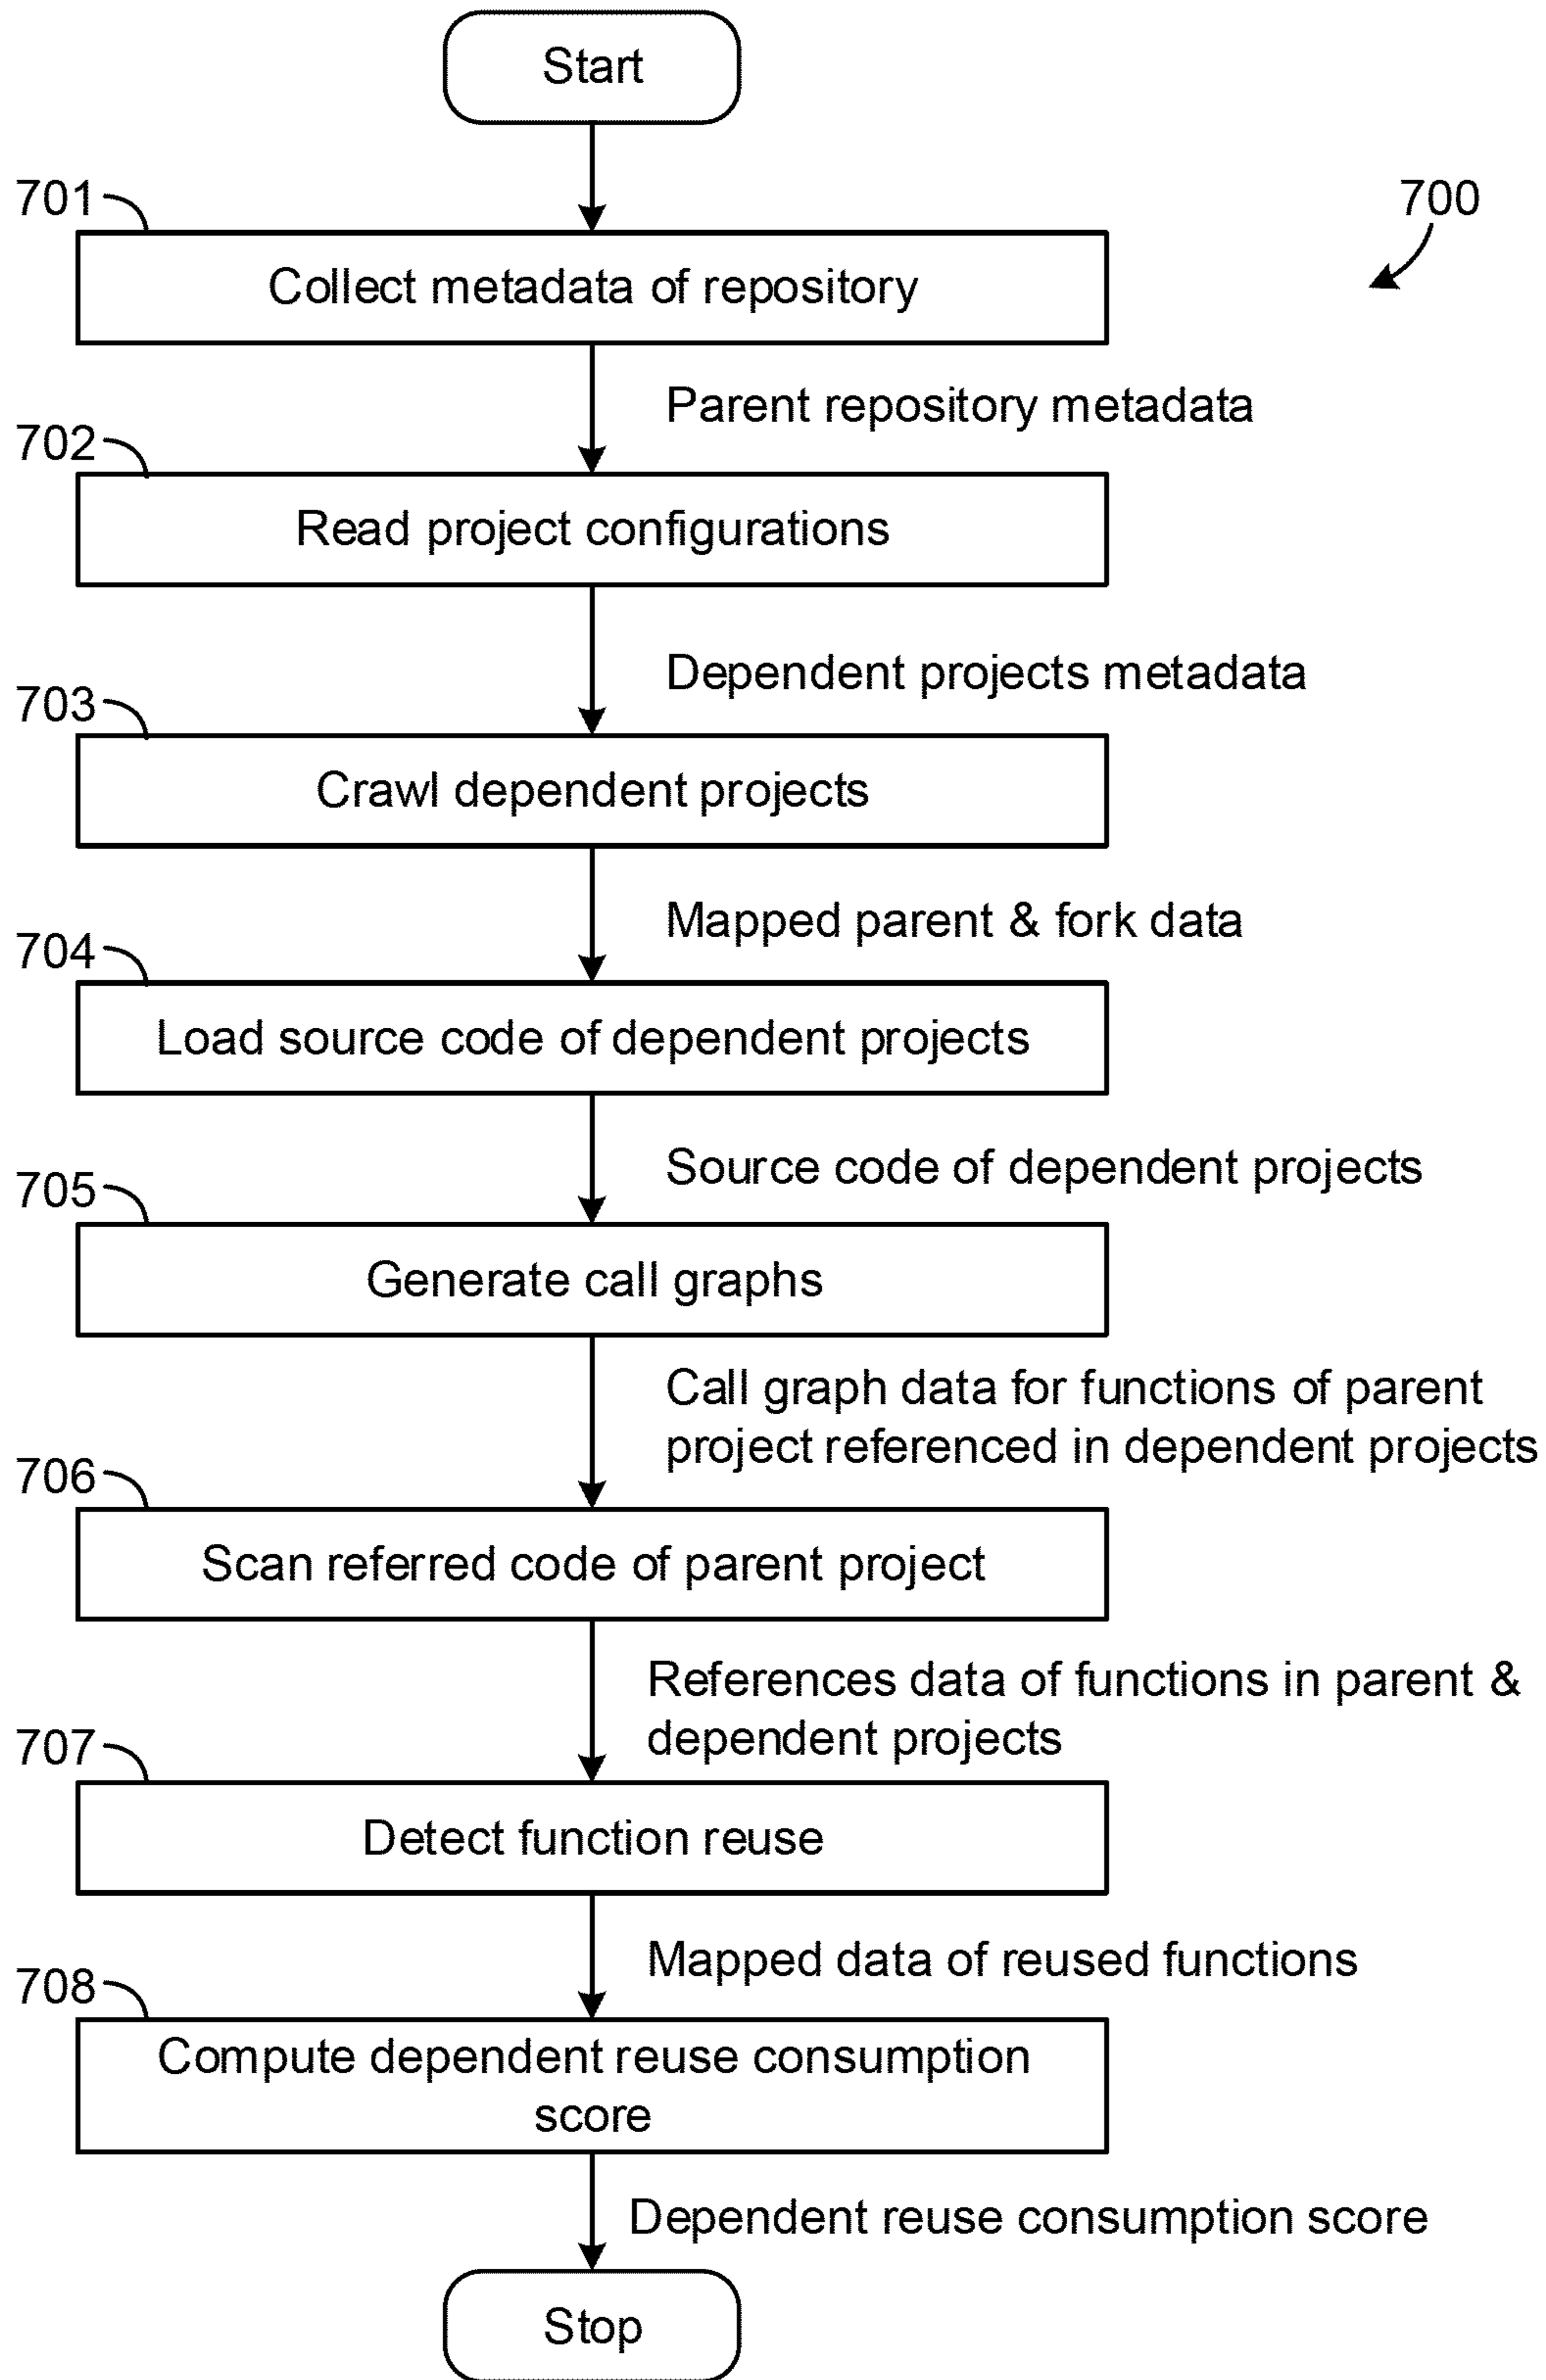 Start
701
700
Collect metadata of repository
Parent repository metadata
702
Read project configurations
Dependent projects metadata
703
Crawl dependent projects
Mapped parent & fork data
704
Load source code of dependent projects
Source code of dependent projects
705
Generate call graphs
Call graph data for functions of parent
project referenced in dependent projects
706
Scan referred code of parent project
References data of functions in parent &
dependent projects
707
Detect function reuse
Mapped data of reused functions
708
Compute dependent reuse consumption
score
Dependent reuse consumption score
Stop